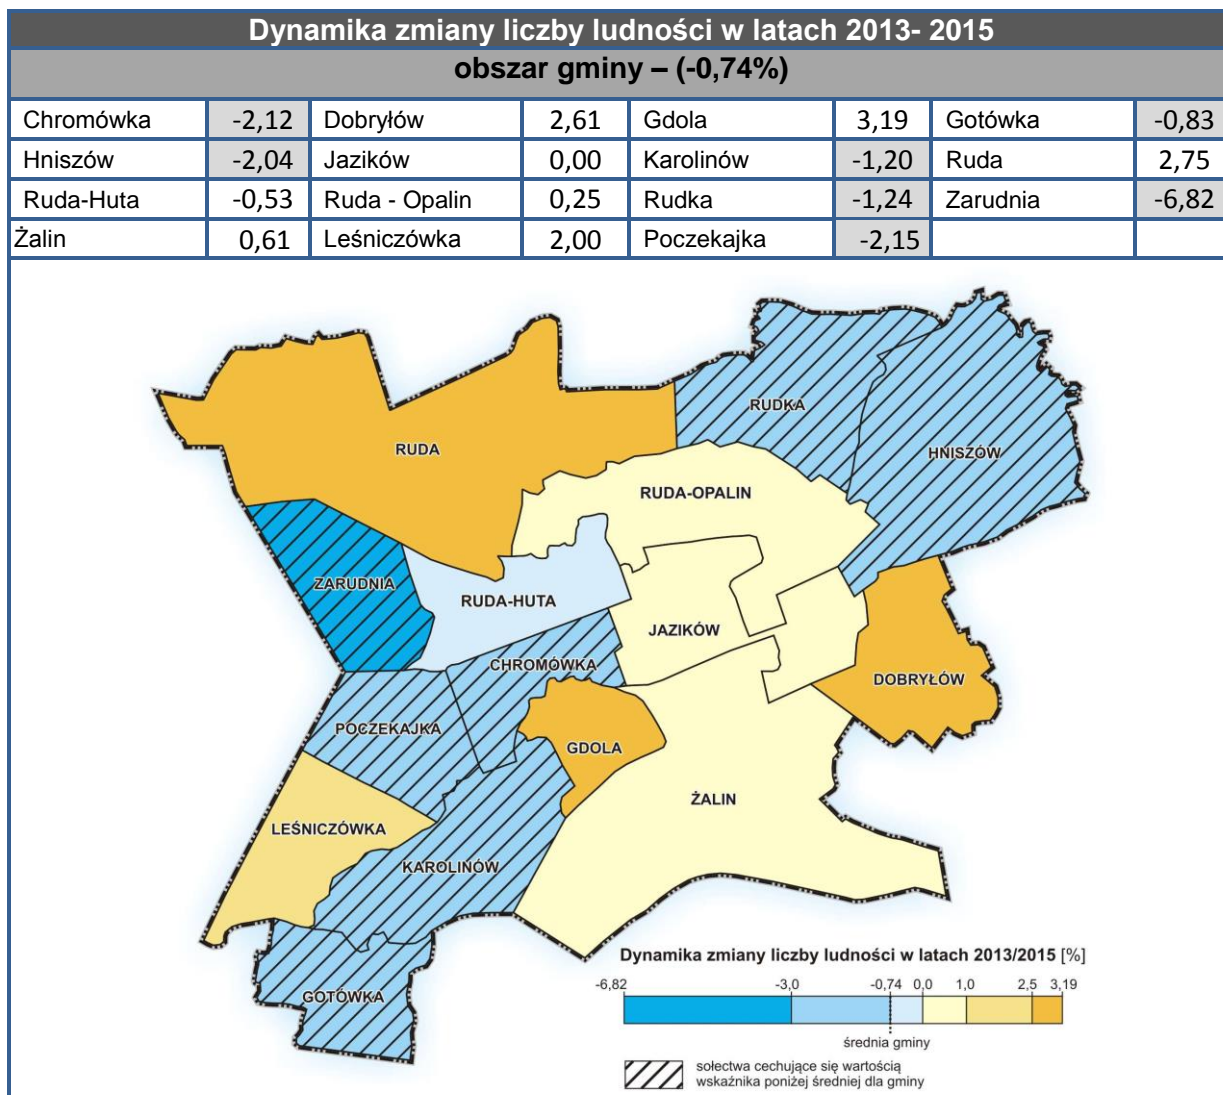 Dynamika zmiany liczby ludności w latach 2013- 2015
obszar gminy – (-0,74%)
Chromówka -2,12 Dobryłów 2,61 Gdola 3,19 Gotówka -0,83
Hniszów -2,04 Jazików 0,00 Karolinów -1,20 Ruda 2,75
Ruda-Huta -0,53 Ruda - Opalin 0,25 Rudka -1,24 Zarudnia -6,82
Żalin 0,61 Leśniczówka 2,00 Poczekajka -2,15
RUDKA
RUDA
HNISZÓW
RUDA-OPALIN
ZARUDNIA
RUDA-HUTA
JAZIKÓW
CHROMÓWKA
DOBRYŁÓW
POCZEKAJKA
GDOLA
ŻALIN
LEŚNICZÓWKA
KAROLINÓW
GOTÓWKA
Dynamika zmiany liczby ludności w latach 2013/2015 [%]
-6,82 -3,0 -0,74 0,0 1,0 2,5 3,19
średnia gminy
sołectwa cechujące się wartością
wskaźnika poniżej średniej dla gminy